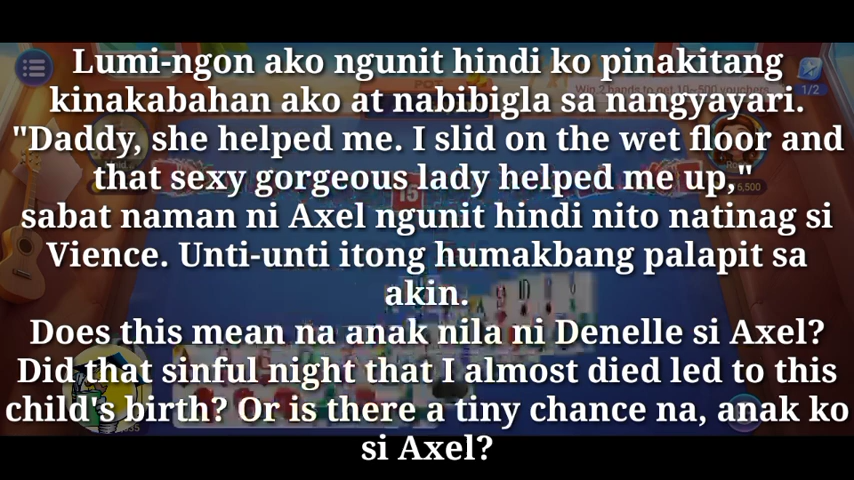 Lumi-ngon ako ngunit hindi ko pinakitang
kinakabahan ako at nabibigla sa nangyayari.
"Daddy, she helped me. I slid on the wet floor and
that sexy gorgeous lady helped me up,"
sabat naman ni Axel ngunit hindi nito natinag si
Vience. Unti-unti itong humakbang palapit sa
akin.
Does this mean na anak nila ni Denelle si Axel?
Did that sinful night that I almost died led to this
child's birth? Or is there a tiny chance na, anak ko
si Axel?
1/2
15